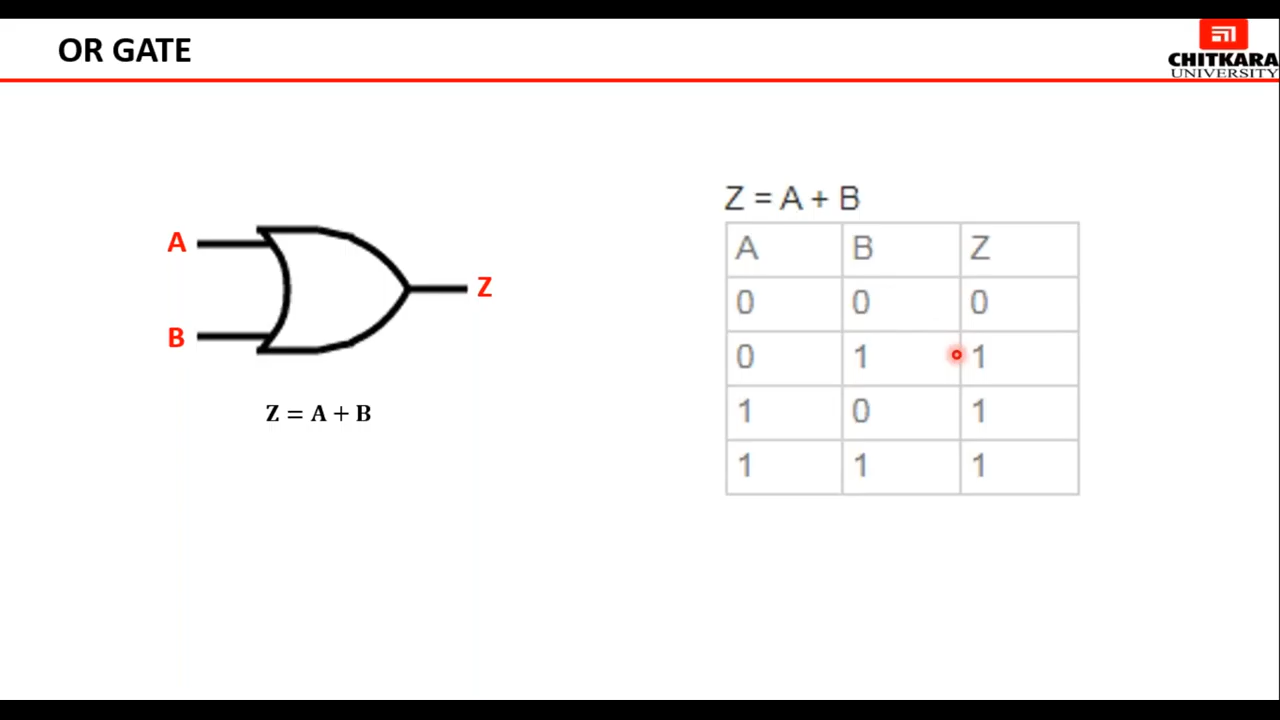 OR GATE
CHITKARA
UNIVERSITY
A
B
Z
Z = A + B
Z = A + B
A B Z
0 0 0
0 1 1
1 0 1
1 1 1